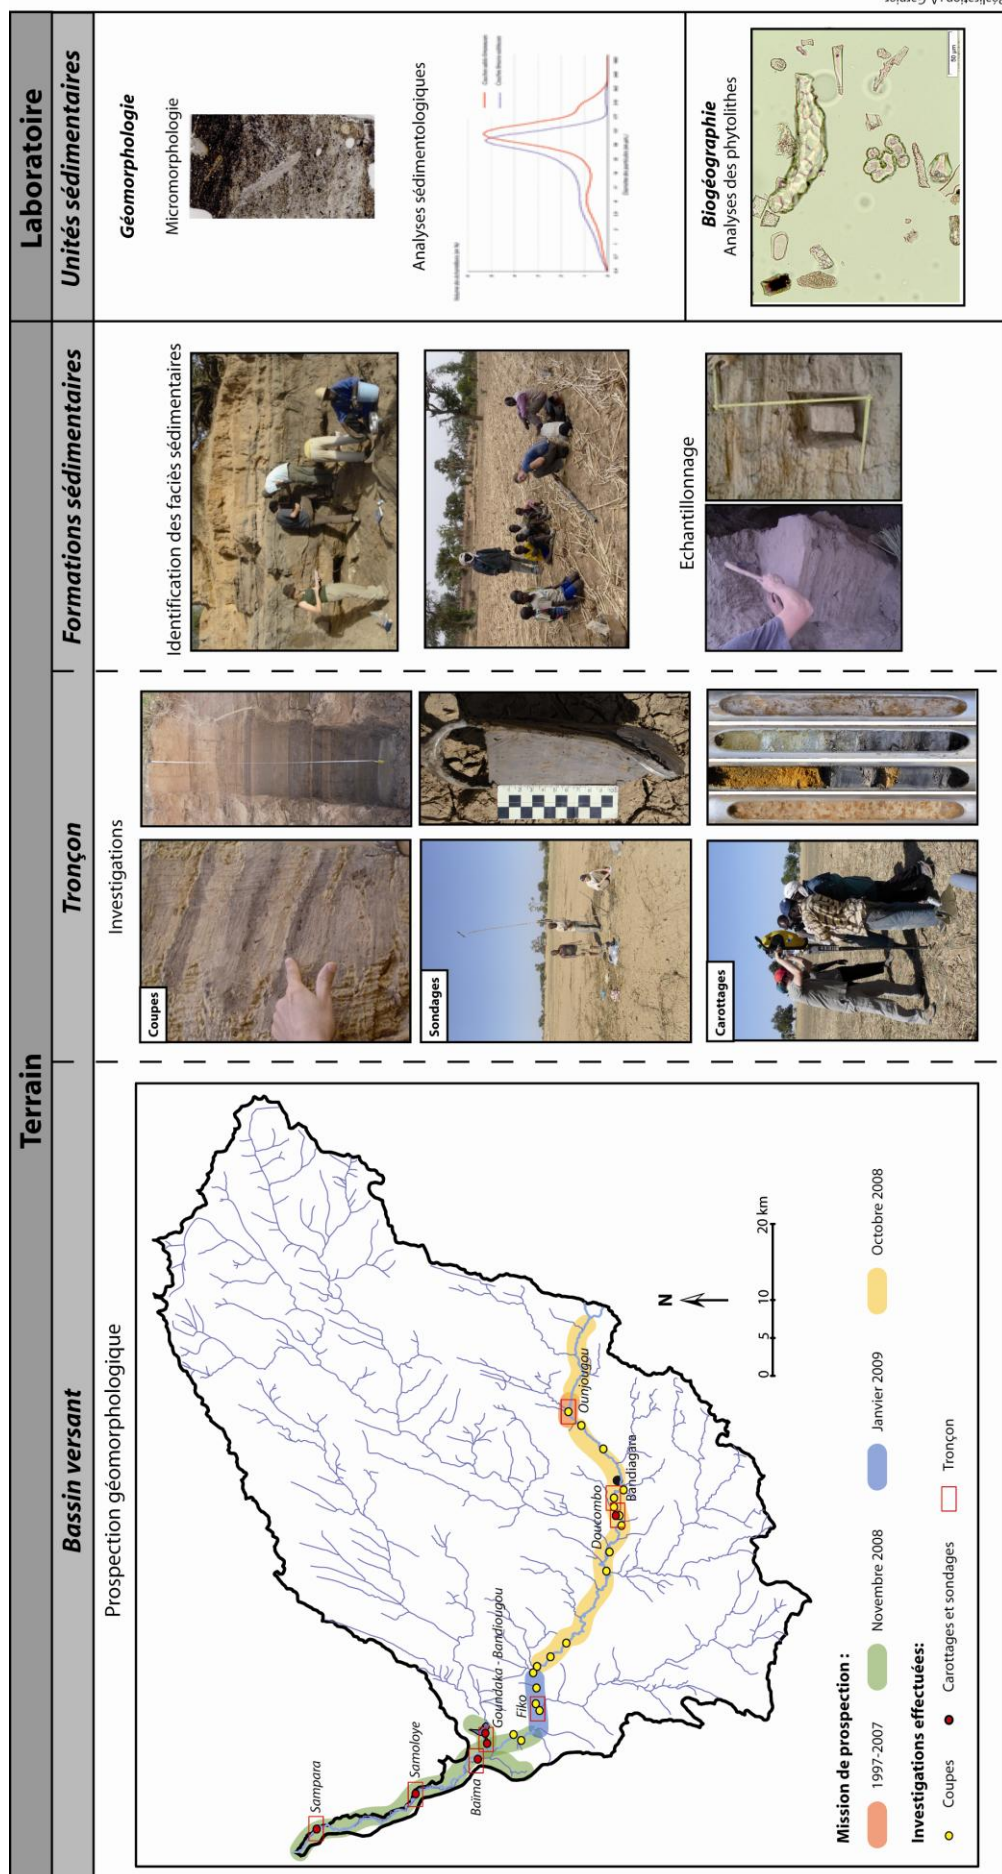 Terrain
Laboratoire
Bassin versant
Tronçon
Formations sédimentaires
Unités sédimentaires
Prospection géomorphologique
Sampara
Samoloye
Baïma
Goundaka - Bandiougou
Fiko
Doucombo
Bandiagara
Ounjougou
N
0 5 10 20 km
Mission de prospection :
1997-2007
Novembre 2008
Janvier 2009
Octobre 2008
Investigations effectuées:
Coupes
Carottages et sondages
Tronçon
Investigations
Coupes
Sondages
Carottages
Identification des faciès sédimentaires
Echantillonnage
Géomorphologie
Micromorphologie
Analyses sédimentologiques
Biogéographie
Analyses des phytolithes
50 µm